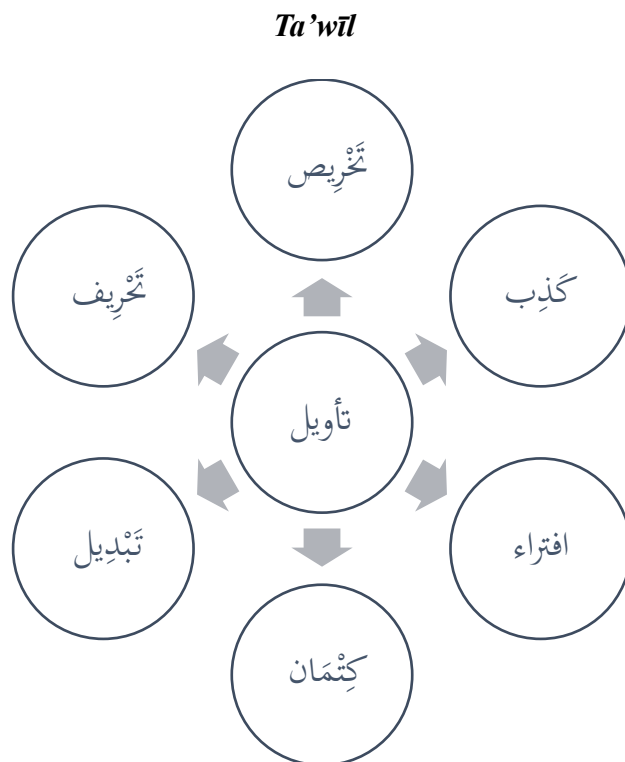 Ta’wīl
تَخْرِيص
كَذِب
تَحْرِيف
تأويل
افتراء
تَبْدِيل
كِتْمَان